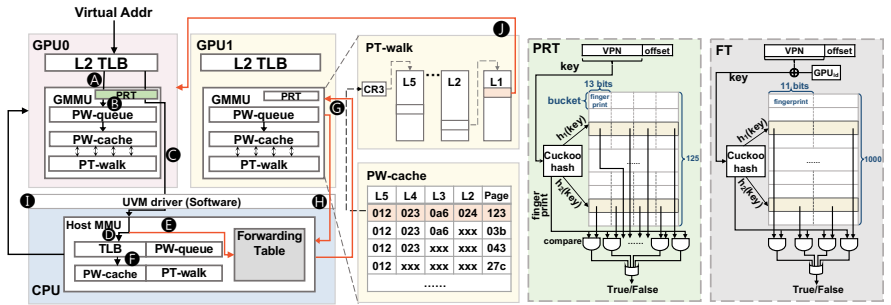 Virtual Addr
GPU0
L2 TLB
A
PRT
GMMU
B
PW-queue
PW-cache
PT-walk
C
GPU1
L2 TLB
GMMU
PRT
PW-queue
PW-cache
PT-walk
G
H
I
J
UVM driver (Software)
Host MMU
D
E
TLB
PW-queue
F
PW-cache
PT-walk
Forwarding
Table
CPU
PT-walk
CR3
L5
L2
L1
PW-cache
L5 L4 L3 L2 Page
012 023 0a6 024 123
012 023 0a6 xxx 03b
012 023 xxx xxx 043
012 xxx xxx xxx 27c
......
PRT
VPN offset
key
13 bits
bucket
finger
print
h₁(key)
Cuckoo
hash
h₂(key)
......
125
finger
print
compare
......
True/False
FT
VPN offset
key
GPUid
11 bits
fingerprint
h₁(key)
Cuckoo
hash
h₂(key)
......
1000
True/False